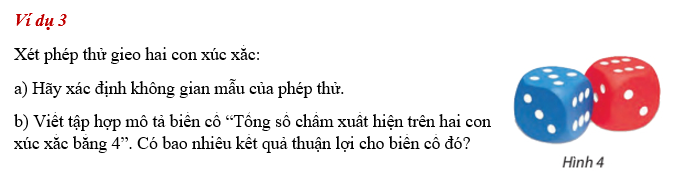 Ví dụ 3
Xét phép thử gieo hai con xúc xắc:
a) Hãy xác định không gian mẫu của phép thử.
b) Viết tập hợp mô tả biến cố “Tổng số chấm xuất hiện trên hai con
xúc xắc bằng 4”. Có bao nhiêu kết quả thuận lợi cho biến cố đó?
Hình 4